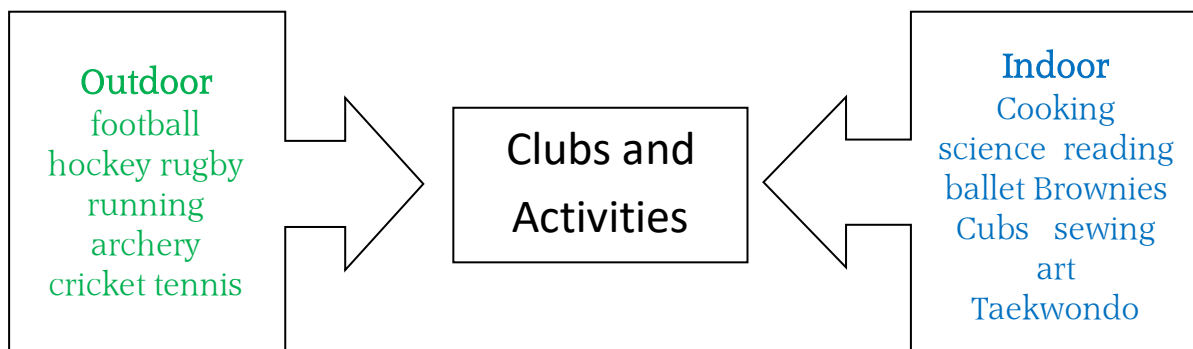 Outdoor
football
hockey rugby
running
archery
cricket tennis
Clubs and
Activities
Indoor
Cooking
science reading
ballet Brownies
Cubs sewing
art
Taekwondo